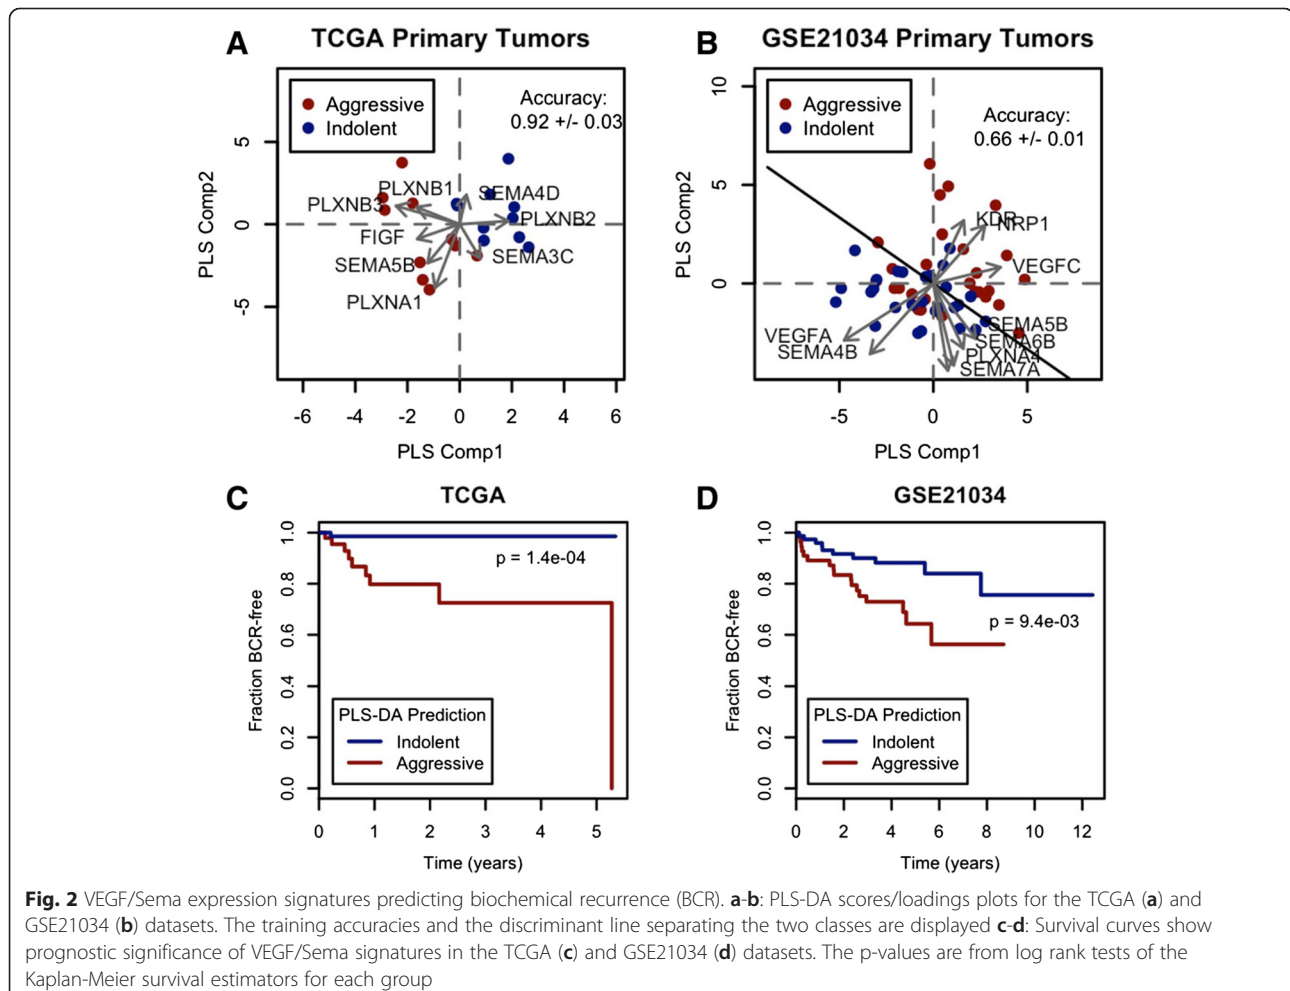 A
TCGA Primary Tumors
Aggressive
Indolent
Accuracy:
0.92 +/- 0.03
PLS Comp2
5
0
-5
PLXNB1
SEMA4D
PLXNB3
PLXNB2
FIGF
SEMA3C
SEMA5B
PLXNA1
-6 -4 -2 0 2 4 6
PLS Comp1
B
GSE21034 Primary Tumors
Aggressive
Indolent
Accuracy:
0.66 +/- 0.01
PLS Comp2
10
5
0
KDR
NRP1
VEGFC
VEGFA
SEMA4B
SEMA5B
SEMA6B
PLXNA4
SEMA7A
-5 0 5
PLS Comp1
C
TCGA
p = 1.4e-04
Fraction BCR-free
1.0
0.8
0.6
0.4
0.2
0.0
PLS-DA Prediction
Indolent
Aggressive
0 1 2 3 4 5
Time (years)
D
GSE21034
p = 9.4e-03
Fraction BCR-free
1.0
0.8
0.6
0.4
0.2
0.0
PLS-DA Prediction
Indolent
Aggressive
0 2 4 6 8 10 12
Time (years)
Fig. 2 VEGF/Sema expression signatures predicting biochemical recurrence (BCR). a-b: PLS-DA scores/loadings plots for the TCGA (a) and
GSE21034 (b) datasets. The training accuracies and the discriminant line separating the two classes are displayed c-d: Survival curves show
prognostic significance of VEGF/Sema signatures in the TCGA (c) and GSE21034 (d) datasets. The p-values are from log rank tests of the
Kaplan-Meier survival estimators for each group